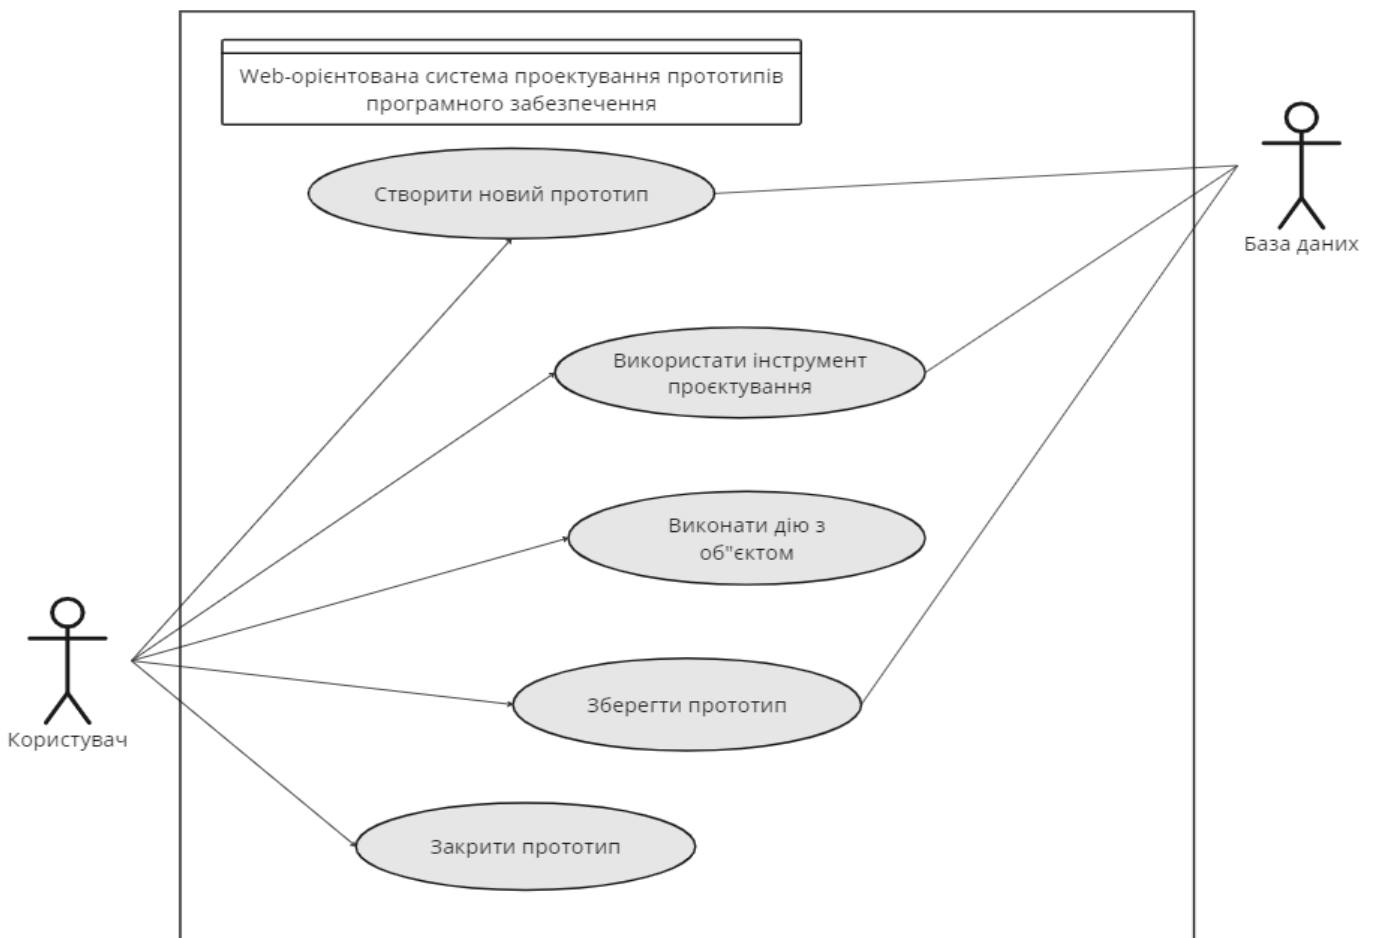 Web-орієнтована система проектування прототипів
програмного забезпечення
Створити новий прототип
База даних
Використати інструмент
проєктування
Виконати дію з
об"єктом
Зберегти прототип
Користувач
Закрити прототип